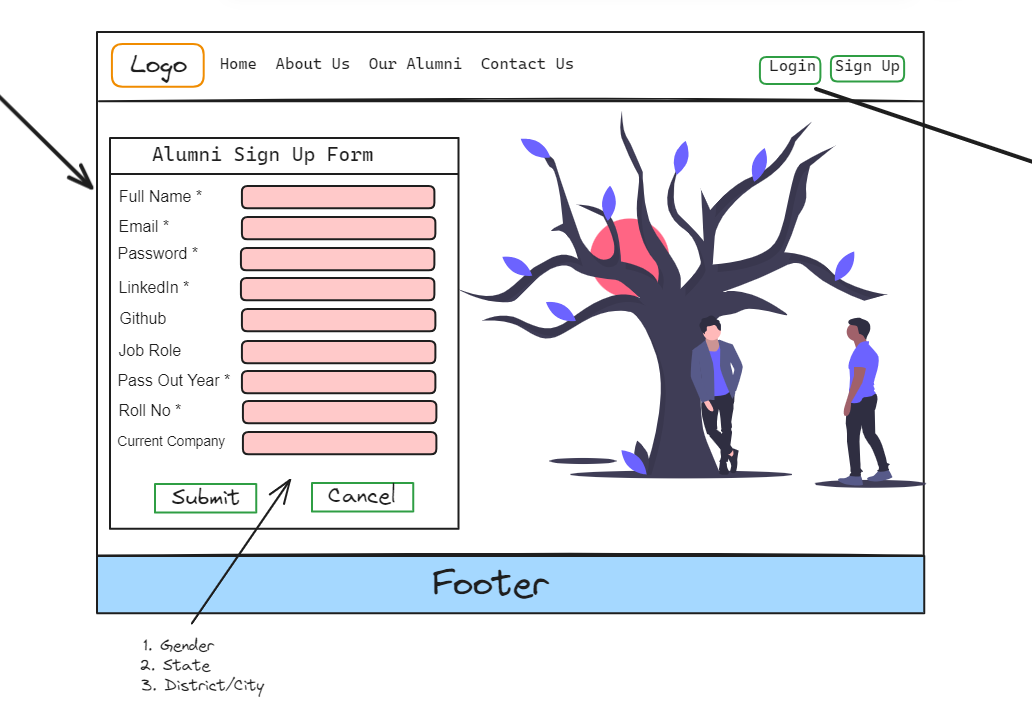 Logo Home About Us Our Alumni Contact Us Login Sign Up
Alumni Sign Up Form
Full Name *
Email *
Password *
LinkedIn *
Github
Job Role
Pass Out Year *
Roll No *
Current Company
Submit Cancel
Footer
1. Gender
2. State
3. District/City